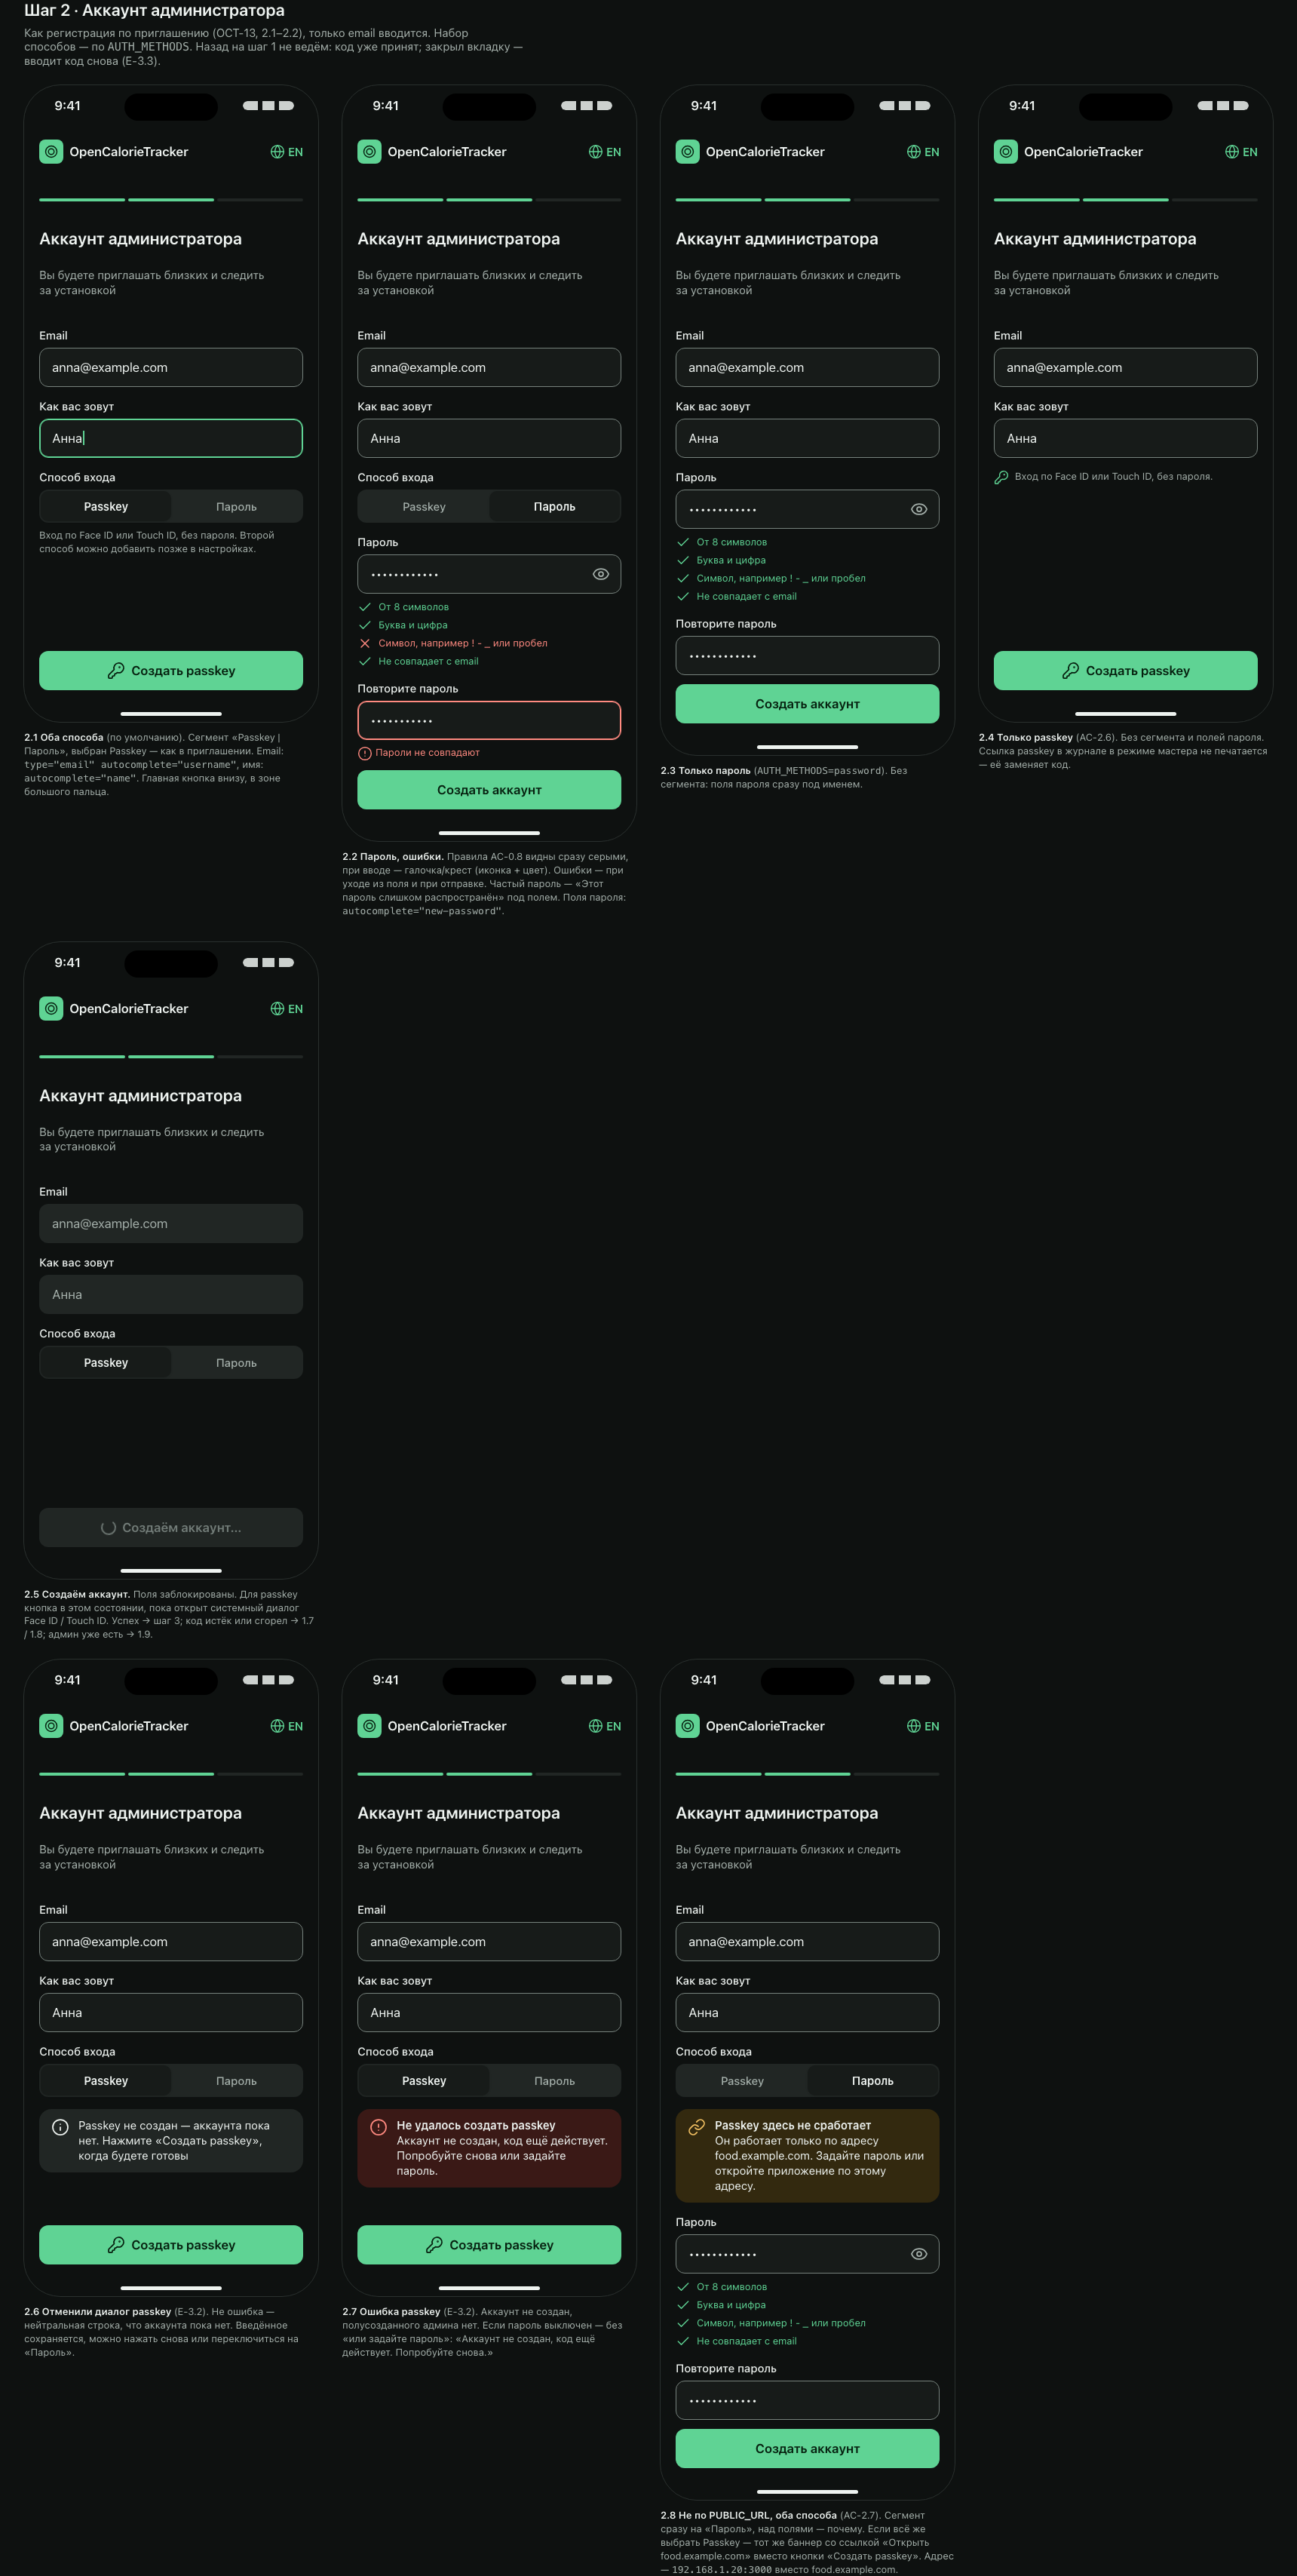 Шаг 2 · Аккаунт администратора
Как регистрация по приглашению (OCT-13, 2.1–2.2), только email вводится. Набор
способов — по AUTH_METHODS. Назад на шаг 1 не ведём: код уже принят; закрыл вкладку —
вводит код снова (E-3.3).
9:41
OpenCalorieTracker
EN
Аккаунт администратора
Вы будете приглашать близких и следить
за установкой
Email
anna@example.com
Как вас зовут
Анна
Способ входа
Passkey
Пароль
Вход по Face ID или Touch ID, без пароля. Второй
способ можно добавить позже в настройках.
Создать passkey
2.1 Оба способа (по умолчанию). Сегмент «Passkey |
Пароль», выбран Passkey — как в приглашении. Email:
type="email" autocomplete="username", имя:
autocomplete="name". Главная кнопка внизу, в зоне
большого пальца.
9:41
OpenCalorieTracker
EN
Аккаунт администратора
Вы будете приглашать близких и следить
за установкой
Email
anna@example.com
Как вас зовут
Анна
Способ входа
Passkey
Пароль
Пароль
••••••••••••
От 8 символов
Буква и цифра
Символ, например ! - _ или пробел
Не совпадает с email
Повторите пароль
•••••••••••
Пароли не совпадают
Создать аккаунт
2.2 Пароль, ошибки. Правила AC-0.8 видны сразу серыми,
при вводе — галочка/крест (иконка + цвет). Ошибки — при
уходе из поля и при отправке. Частый пароль — «Этот
пароль слишком распространён» под полем. Поля пароля:
autocomplete="new-password".
9:41
OpenCalorieTracker
EN
Аккаунт администратора
Вы будете приглашать близких и следить
за установкой
Email
anna@example.com
Как вас зовут
Анна
Пароль
••••••••••••
От 8 символов
Буква и цифра
Символ, например ! - _ или пробел
Не совпадает с email
Повторите пароль
••••••••••••
Создать аккаунт
2.3 Только пароль (AUTH_METHODS=password). Без
сегмента: поля пароля сразу под именем.
9:41
OpenCalorieTracker
EN
Аккаунт администратора
Вы будете приглашать близких и следить
за установкой
Email
anna@example.com
Как вас зовут
Анна
Вход по Face ID или Touch ID, без пароля.
Создать passkey
2.4 Только passkey (AC-2.6). Без сегмента и полей пароля.
Ссылка passkey в журнале в режиме мастера не печатается
— её заменяет код.
9:41
OpenCalorieTracker
EN
Аккаунт администратора
Вы будете приглашать близких и следить
за установкой
Email
anna@example.com
Как вас зовут
Анна
Способ входа
Passkey
Пароль
Создаём аккаунт...
2.5 Создаём аккаунт. Поля заблокированы. Для passkey
кнопка в этом состоянии, пока открыт системный диалог
Face ID / Touch ID. Успех → шаг 3; код истёк или сгорел → 1.7
/ 1.8; админ уже есть → 1.9.
9:41
OpenCalorieTracker
EN
Аккаунт администратора
Вы будете приглашать близких и следить
за установкой
Email
anna@example.com
Как вас зовут
Анна
Способ входа
Passkey
Пароль
Passkey не создан — аккаунта пока
нет. Нажмите «Создать passkey»,
когда будете готовы
Создать passkey
2.6 Отменили диалог passkey (E-3.2). Не ошибка —
нейтральная строка, что аккаунта пока нет. Введённое
сохраняется, можно нажать снова или переключиться на
«Пароль».
9:41
OpenCalorieTracker
EN
Аккаунт администратора
Вы будете приглашать близких и следить
за установкой
Email
anna@example.com
Как вас зовут
Анна
Способ входа
Passkey
Пароль
Не удалось создать passkey
Аккаунт не создан, код ещё действует.
Попробуйте снова или задайте
пароль.
Создать passkey
2.7 Ошибка passkey (E-3.2). Аккаунт не создан,
полусозданного админа нет. Если пароль выключен — без
«или задайте пароль»: «Аккаунт не создан, код ещё
действует. Попробуйте снова.»
9:41
OpenCalorieTracker
EN
Аккаунт администратора
Вы будете приглашать близких и следить
за установкой
Email
anna@example.com
Как вас зовут
Анна
Способ входа
Passkey
Пароль
Passkey здесь не сработает
Он работает только по адресу
food.example.com. Задайте пароль или
откройте приложение по этому
адресу.
Пароль
••••••••••••
От 8 символов
Буква и цифра
Символ, например ! - _ или пробел
Не совпадает с email
Повторите пароль
••••••••••••
Создать аккаунт
2.8 Не по PUBLIC_URL, оба способа (AC-2.7). Сегмент
сразу на «Пароль», над полями — почему. Если всё же
выбрать Passkey — тот же баннер со ссылкой «Открыть
food.example.com» вместо кнопки «Создать passkey». Адрес
— 192.168.1.20:3000 вместо food.example.com.